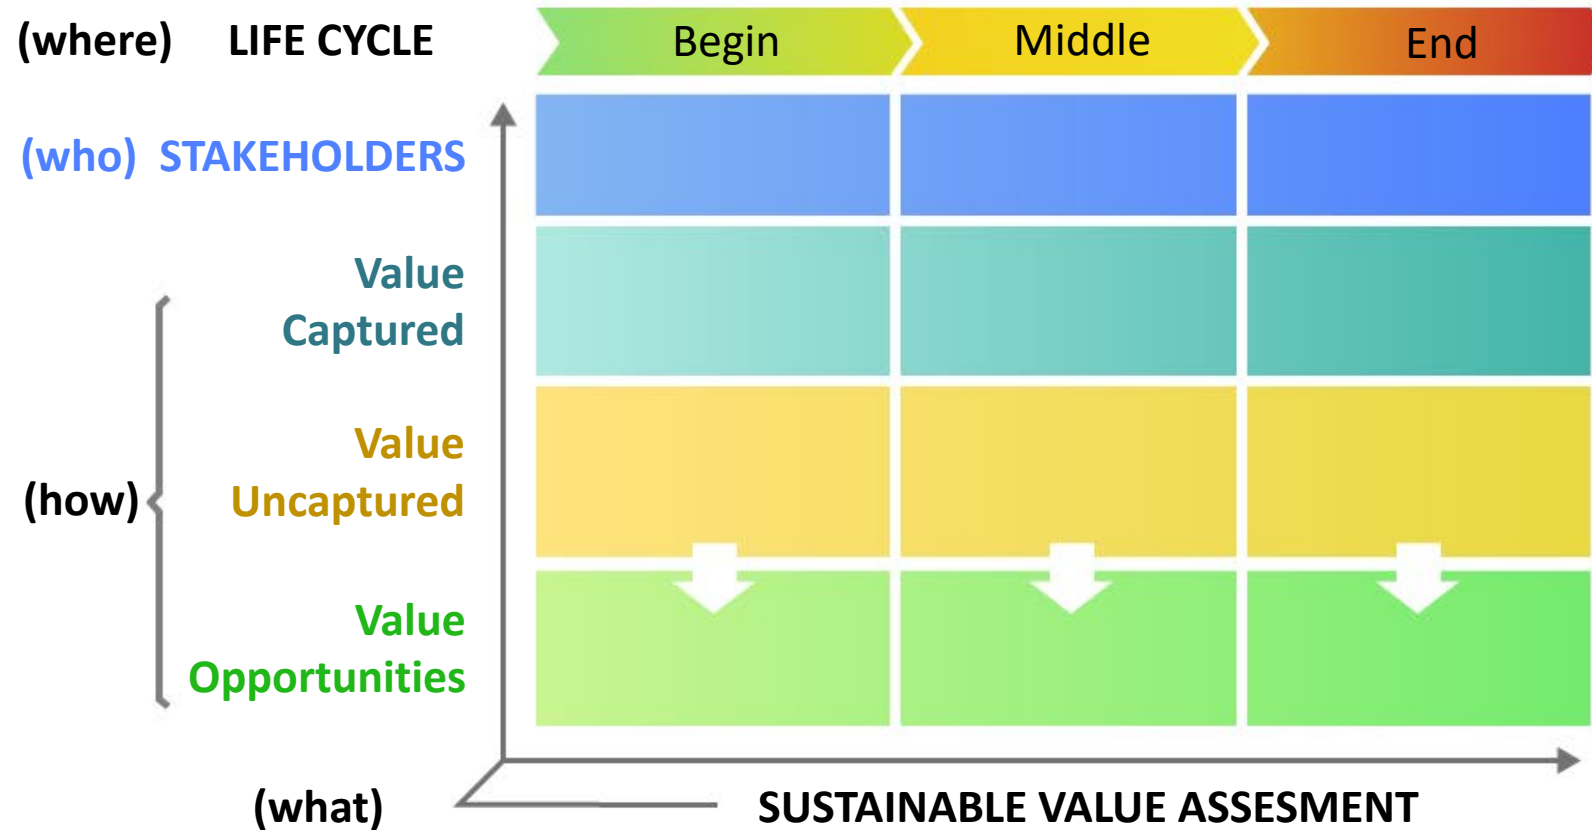 (where) LIFE CYCLE Begin Middle End
(who) STAKEHOLDERS
Value
Captured
Value
Uncaptured
(how)
Value
Opportunities
(what) SUSTAINABLE VALUE ASSESMENT